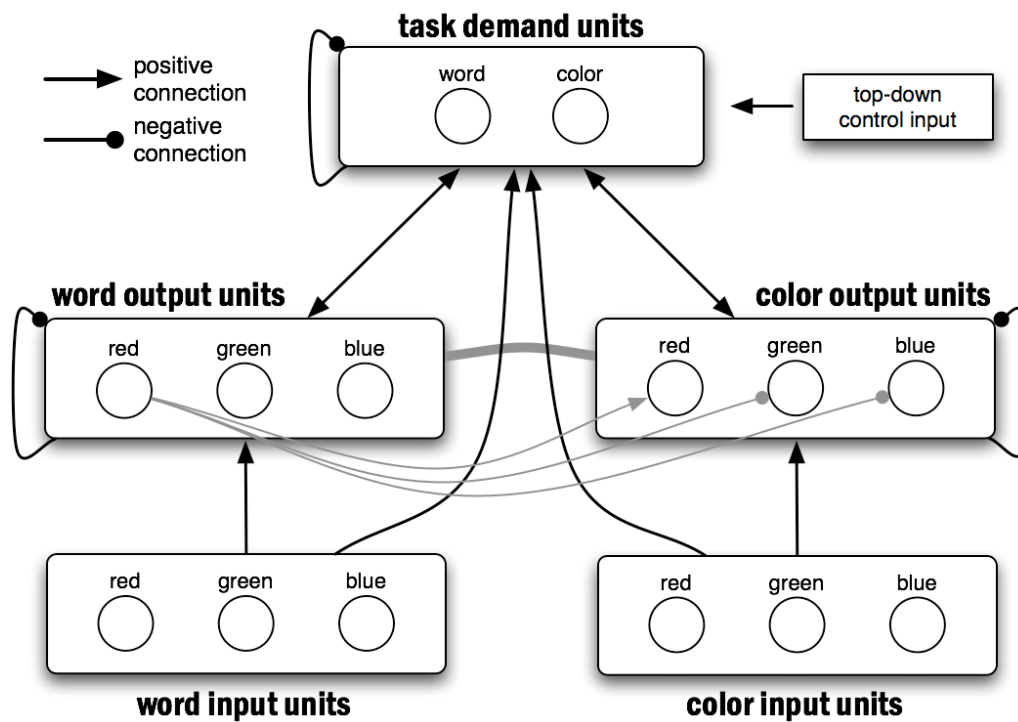 task demand units
positive
connection
negative
connection
word color
top-down
control input
word output units
color output units
red green blue
red green blue
red green blue
red green blue
word input units
color input units